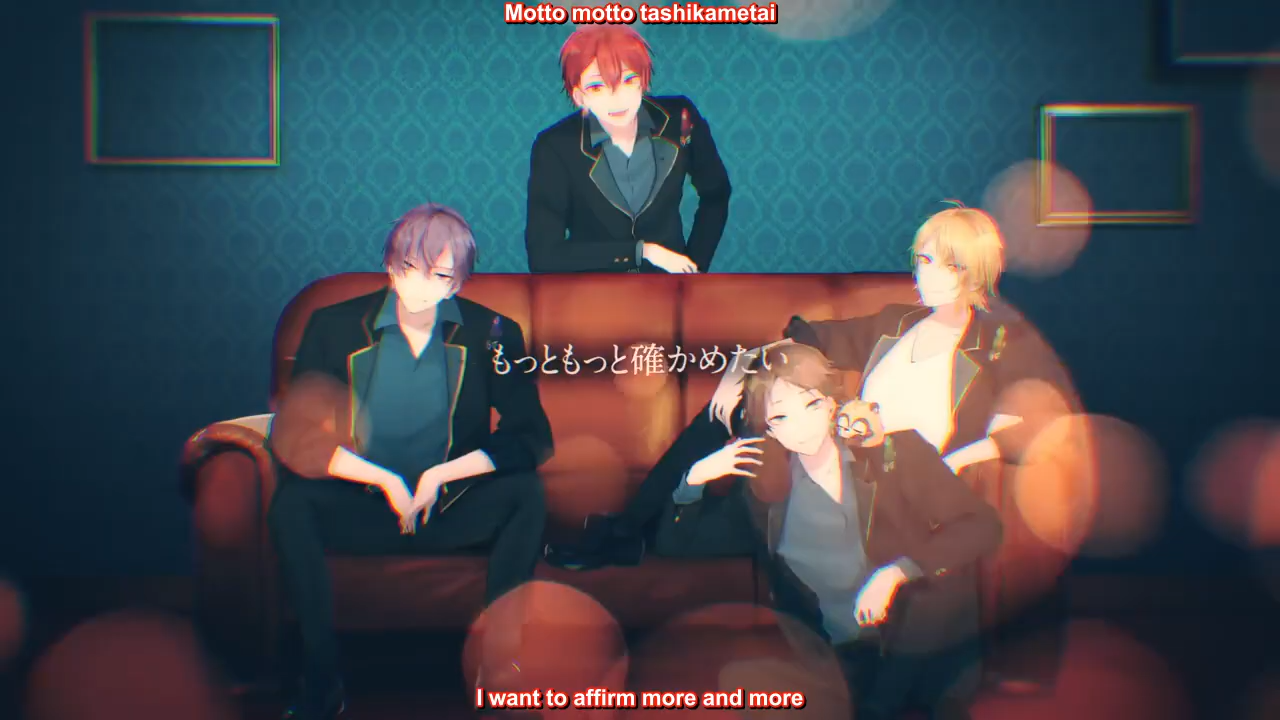 Motto motto tashikametai
もっともっと確かめたい
I want to affirm more and more